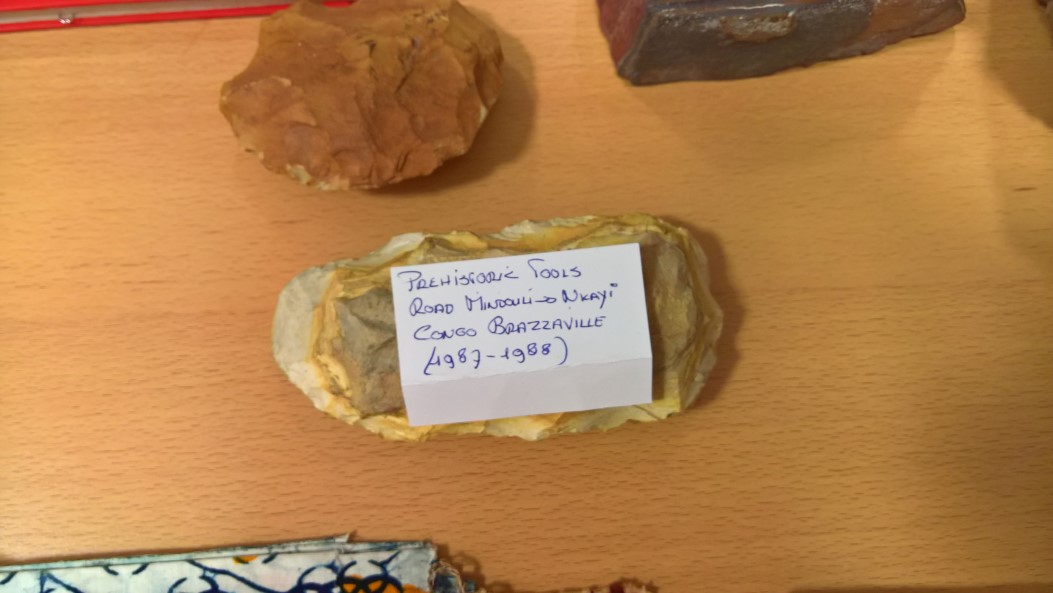 PREHISTORIC TOOLS
ROAD MINDOULI → NKAYI
CONGO BRAZZAVILLE
(1987-1988)